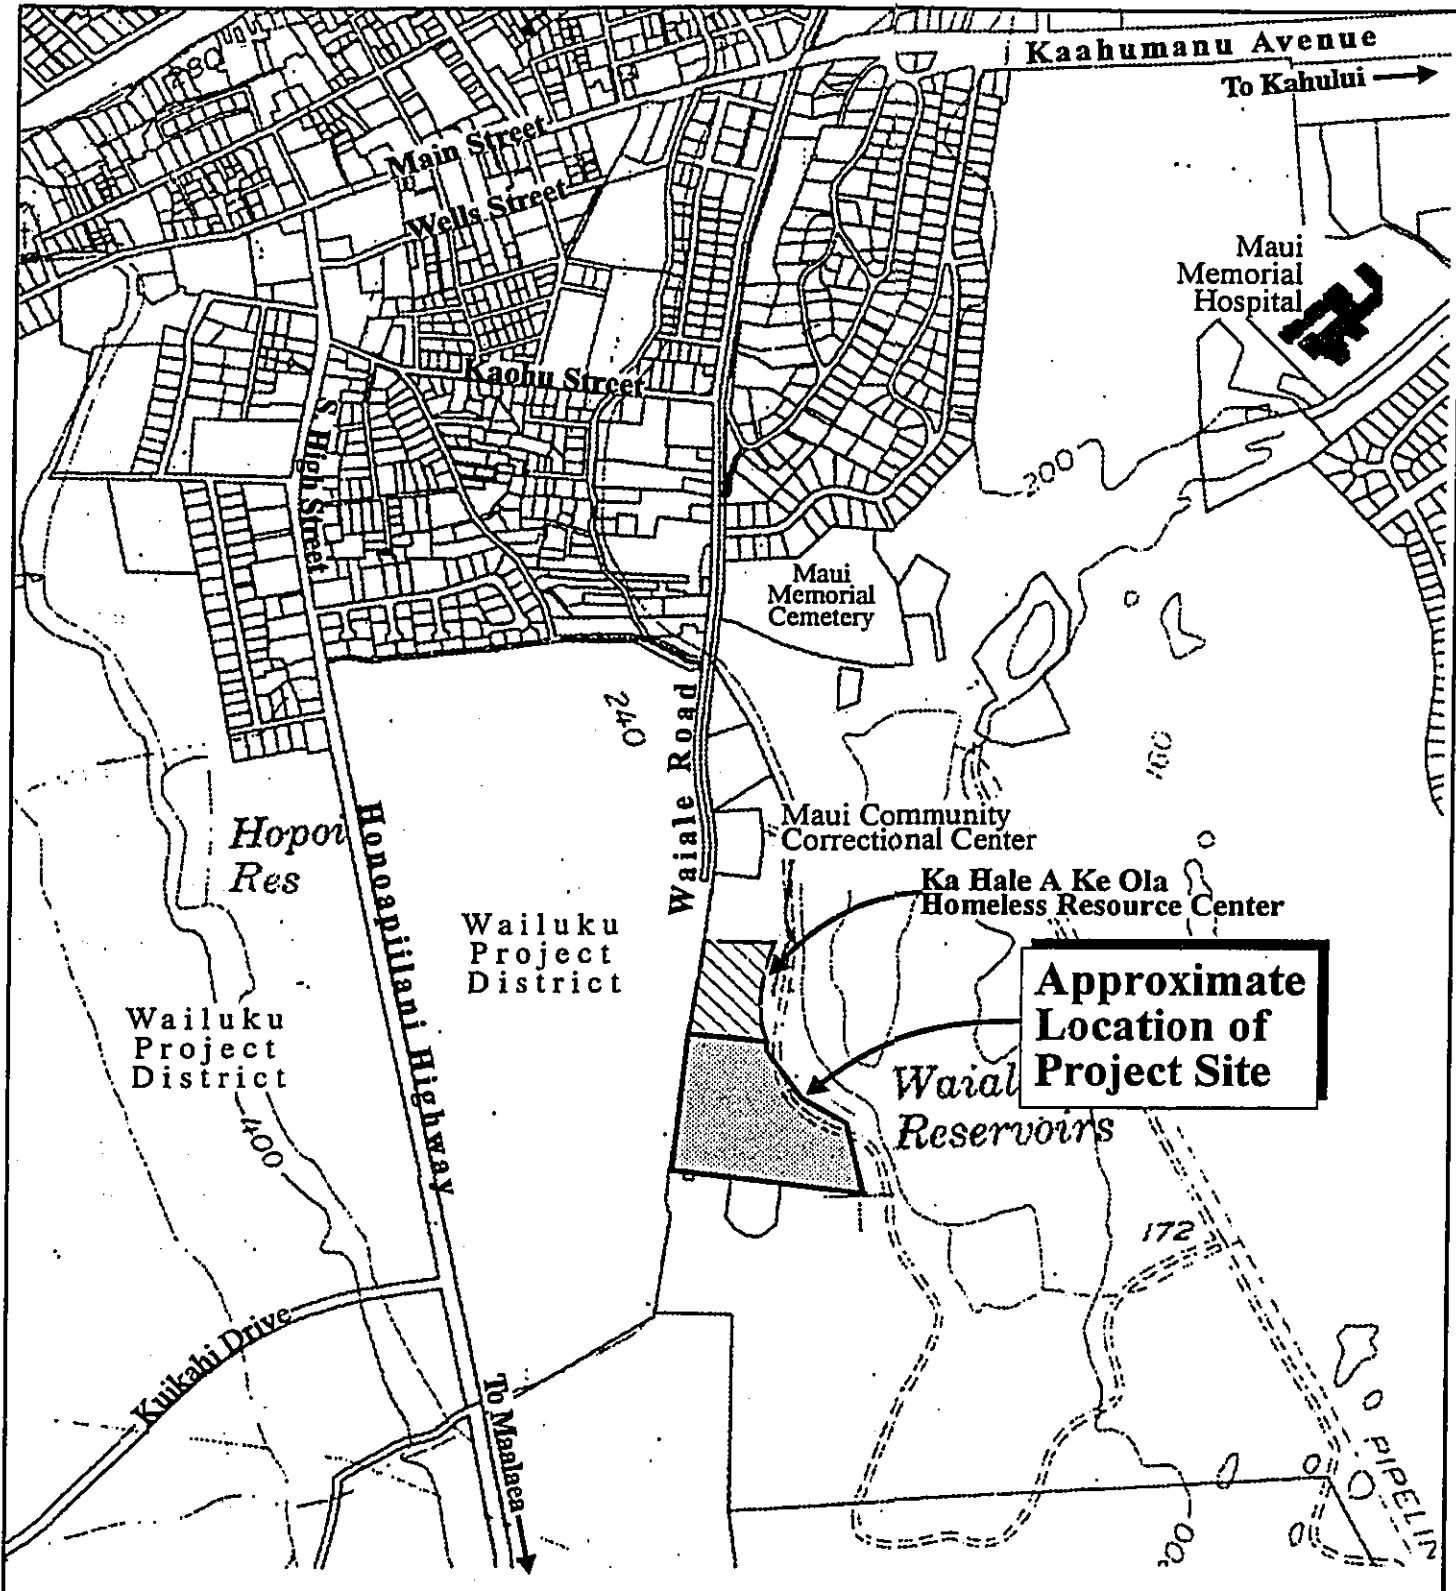 Kaahumanu Avenue
To Kahului
280
Main Street
Wells Street
Maui
Memorial
Hospital
Kaohu Street
S. High Street
200
Maui
Memorial
Cemetery
240
Waiale Road
160
Hopoi
Res
Honoapiilani Highway
Maui Community
Correctional Center
Ka Hale A Ke Ola
Homeless Resource Center
Wailuku
Project
District
Approximate
Location of
Project Site
Wailuku
Project
District
Waial
Reservoirs
400
172
Kuikahi Drive
To Maalaea
PIPELIN